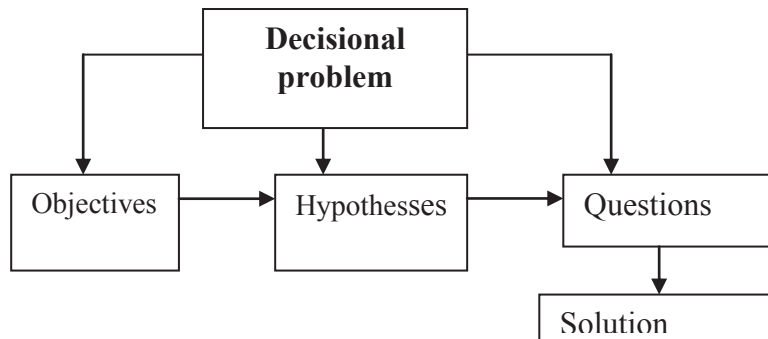 Decisional
problem
Objectives
Hypothesses
Questions
Solution